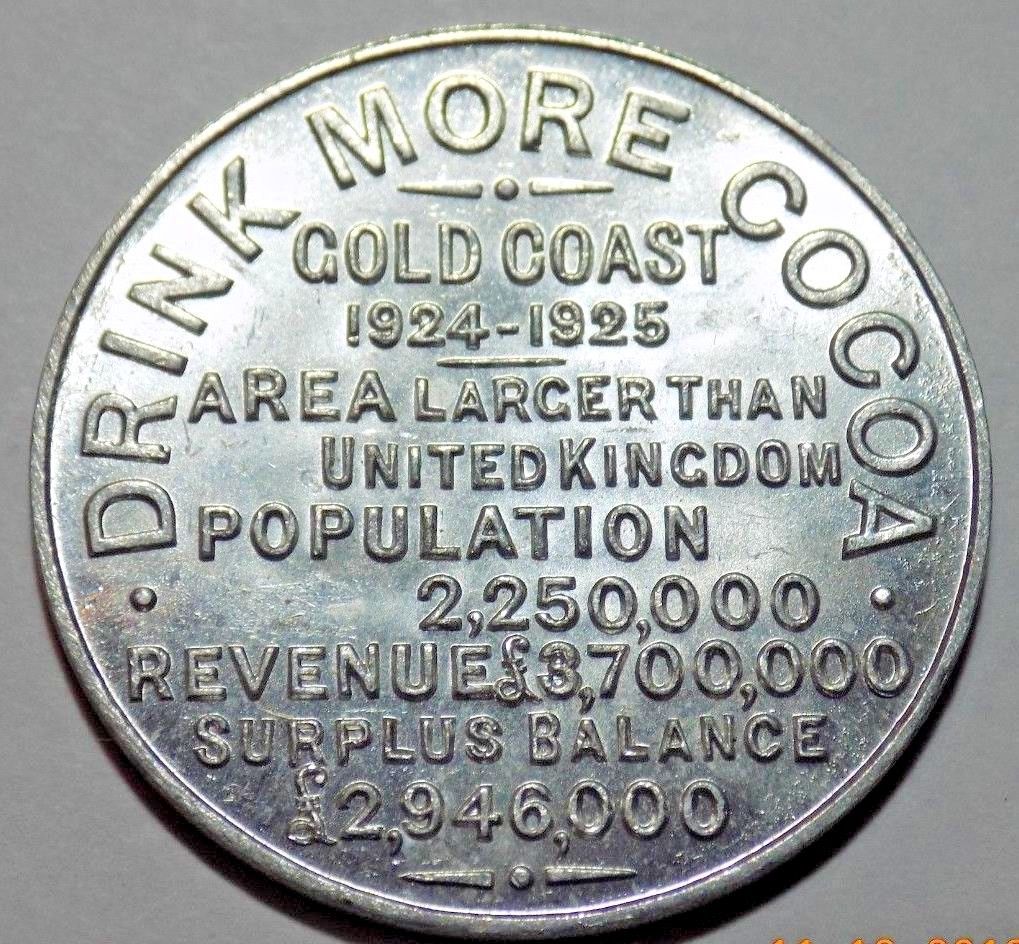 DRINK MORE COCOA
GOLD COAST
1924-1925
AREA LARGER THAN
UNITED KINGDOM
POPULATION
2,250,000
REVENUE £3,700,000
SURPLUS BALANCE
£2,946,000